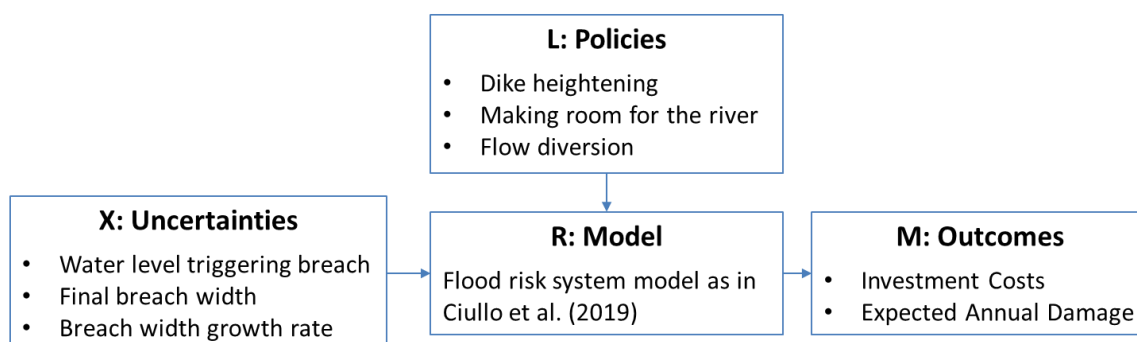 L: Policies
• Dike heightening
• Making room for the river
• Flow diversion
X: Uncertainties
• Water level triggering breach
• Final breach width
• Breach width growth rate
R: Model
Flood risk system model as in
Ciullo et al. (2019)
M: Outcomes
• Investment Costs
• Expected Annual Damage